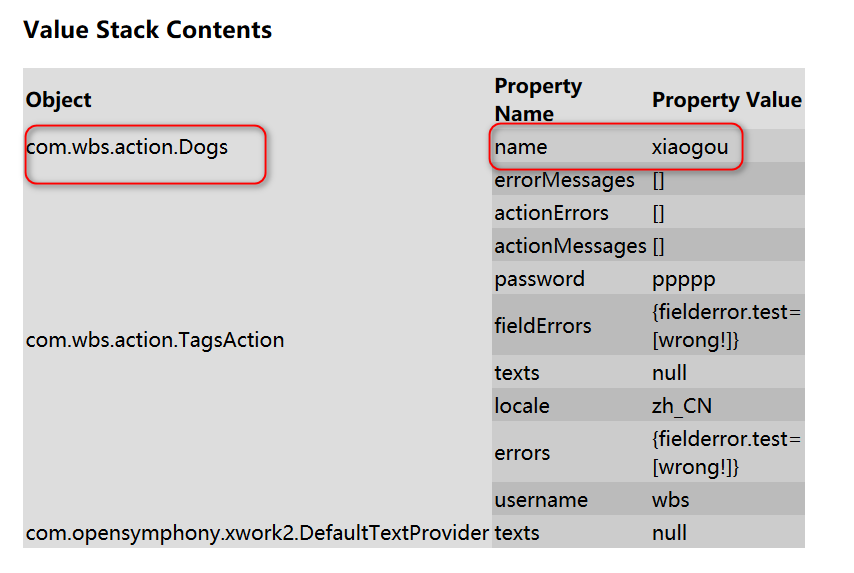 Value Stack Contents
Object Property Name Property Value
com.wbs.action.Dogs name xiaogou
errorMessages []
actionErrors []
actionMessages []
password ppppp
com.wbs.action.TagsAction fieldErrors {fielderror.test=
[wrong!]}
texts null
locale zh_CN
errors {fielderror.test=
[wrong!]}
username wbs
com.opensymphony.xwork2.DefaultTextProvider texts null